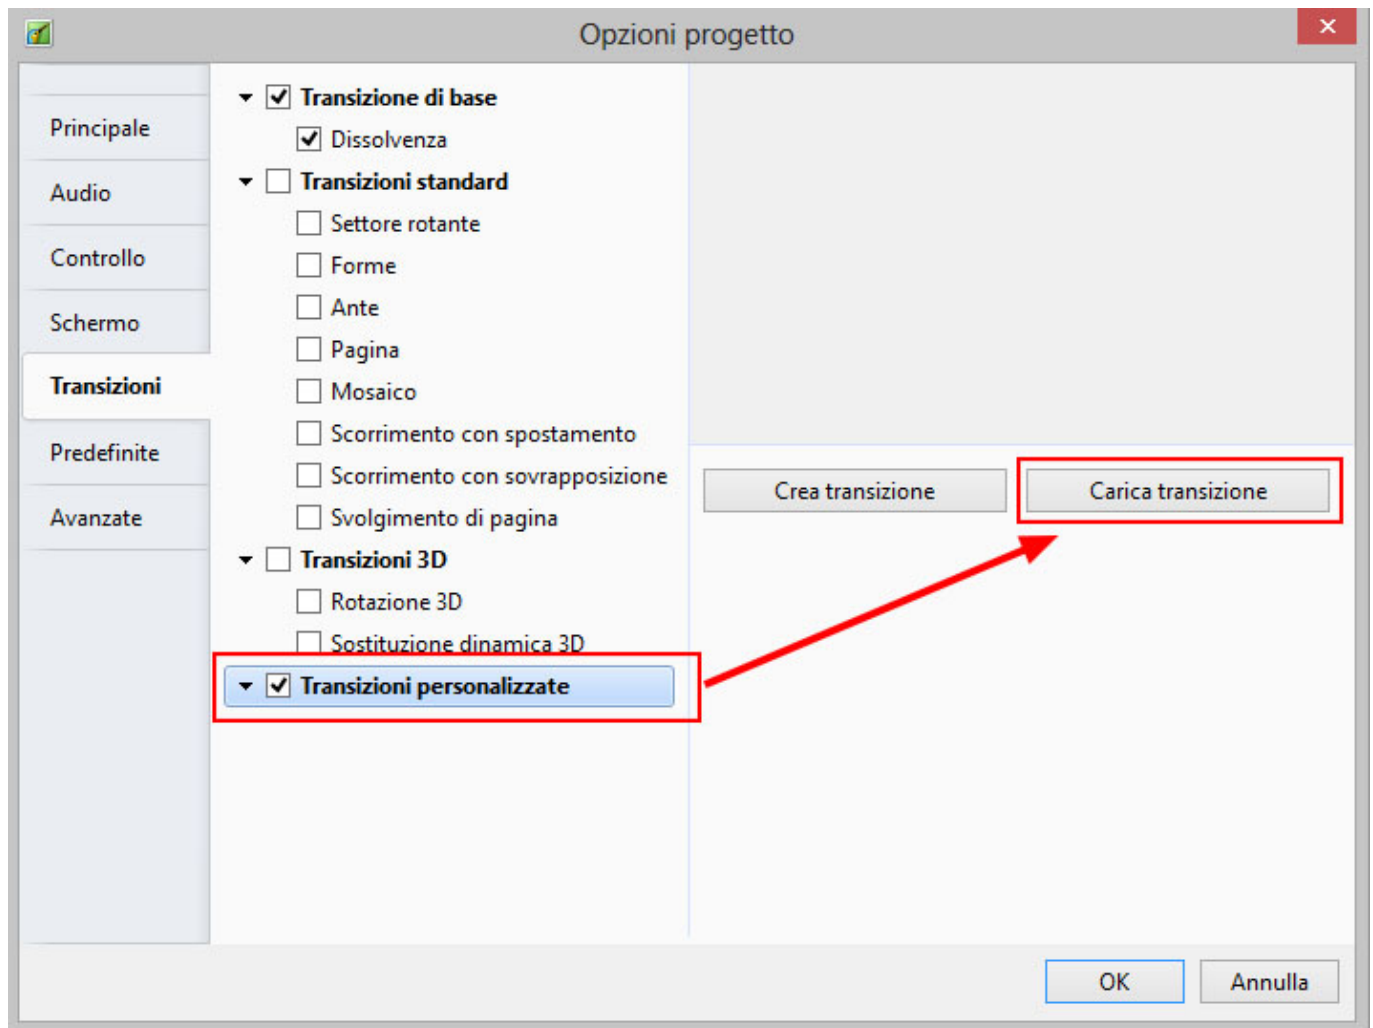 Opzioni progetto
Principale
Audio
Controllo
Schermo
Transizioni
Predefinite
Avanzate
Transizione di base
Dissolvenza
Transizioni standard
Settore rotante
Forme
Ante
Pagina
Mosaico
Scorrimento con spostamento
Scorrimento con sovrapposizione
Svolgimento di pagina
Transizioni 3D
Rotazione 3D
Sostituzione dinamica 3D
Transizioni personalizzate
Crea transizione
Carica transizione
OK
Annulla